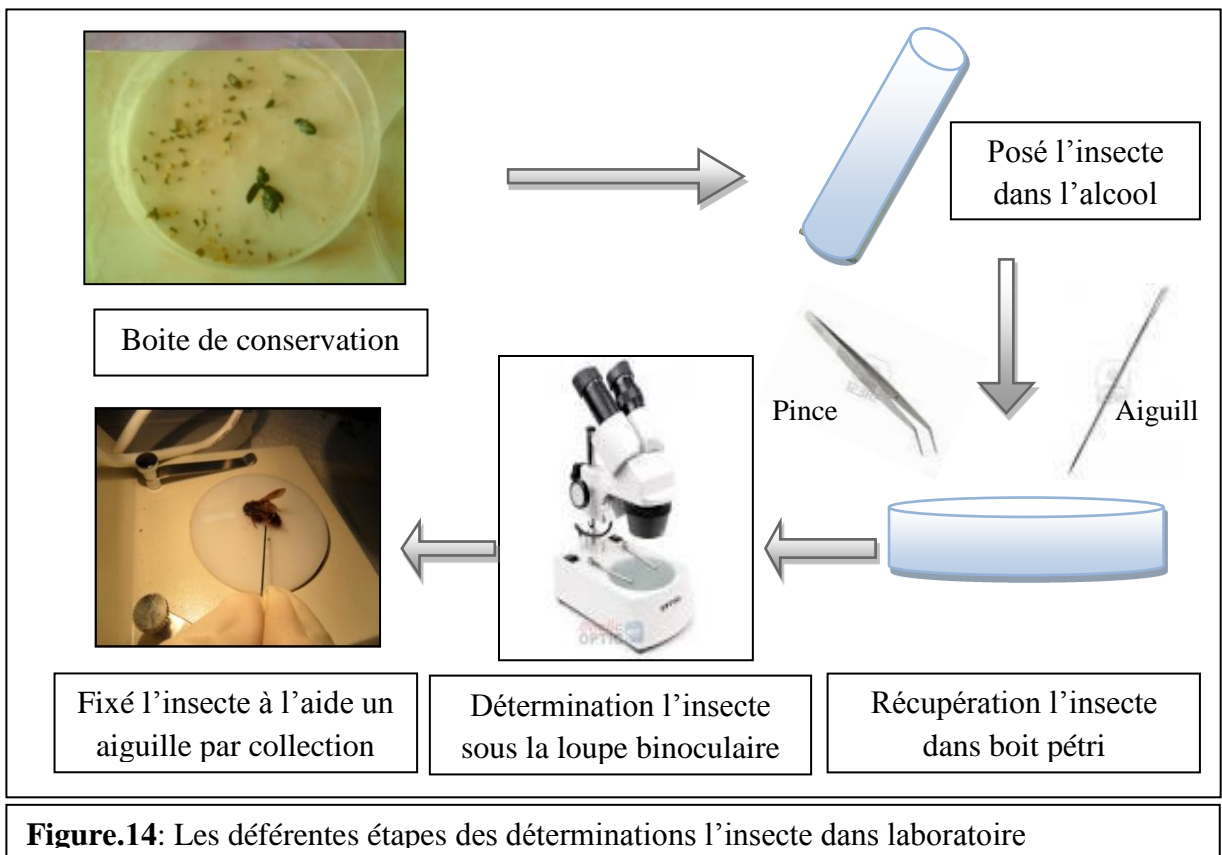 Posé l’insecte
dans l’alcool
Boite de conservation
Pince
Aiguill
Fixé l’insecte à l’aide un
aiguille par collection
Détermination l’insecte
sous la loupe binoculaire
Récupération l’insecte
dans boit pétri
Figure.14: Les déférentes étapes des déterminations l’insecte dans laboratoire